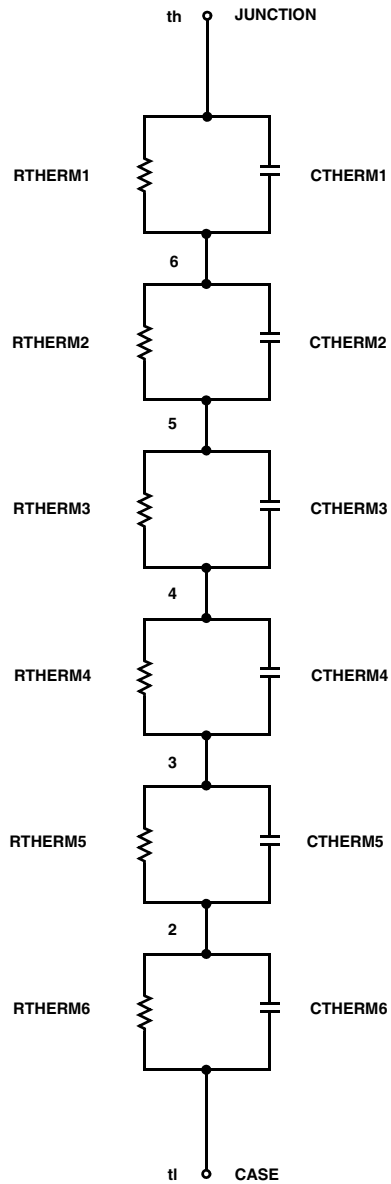 th JUNCTION
RTHERM1 CTHERM1
6
RTHERM2 CTHERM2
5
RTHERM3 CTHERM3
4
RTHERM4 CTHERM4
3
RTHERM5 CTHERM5
2
RTHERM6 CTHERM6
tl CASE